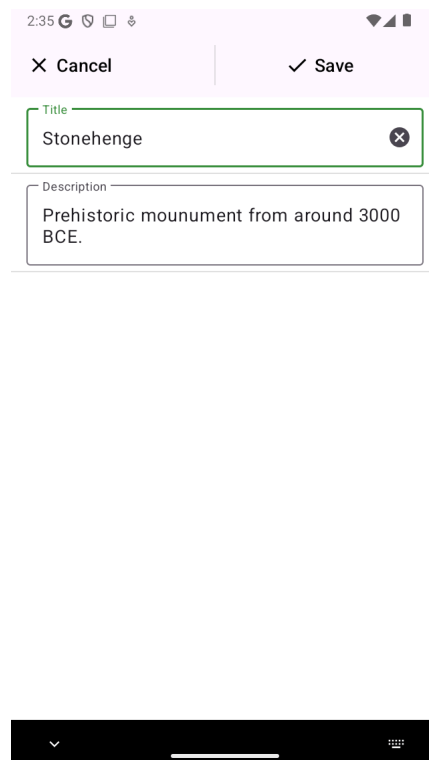 2:35
Cancel
Save
Title
Stonehenge
Description
Prehistoric mounument from around 3000
BCE.